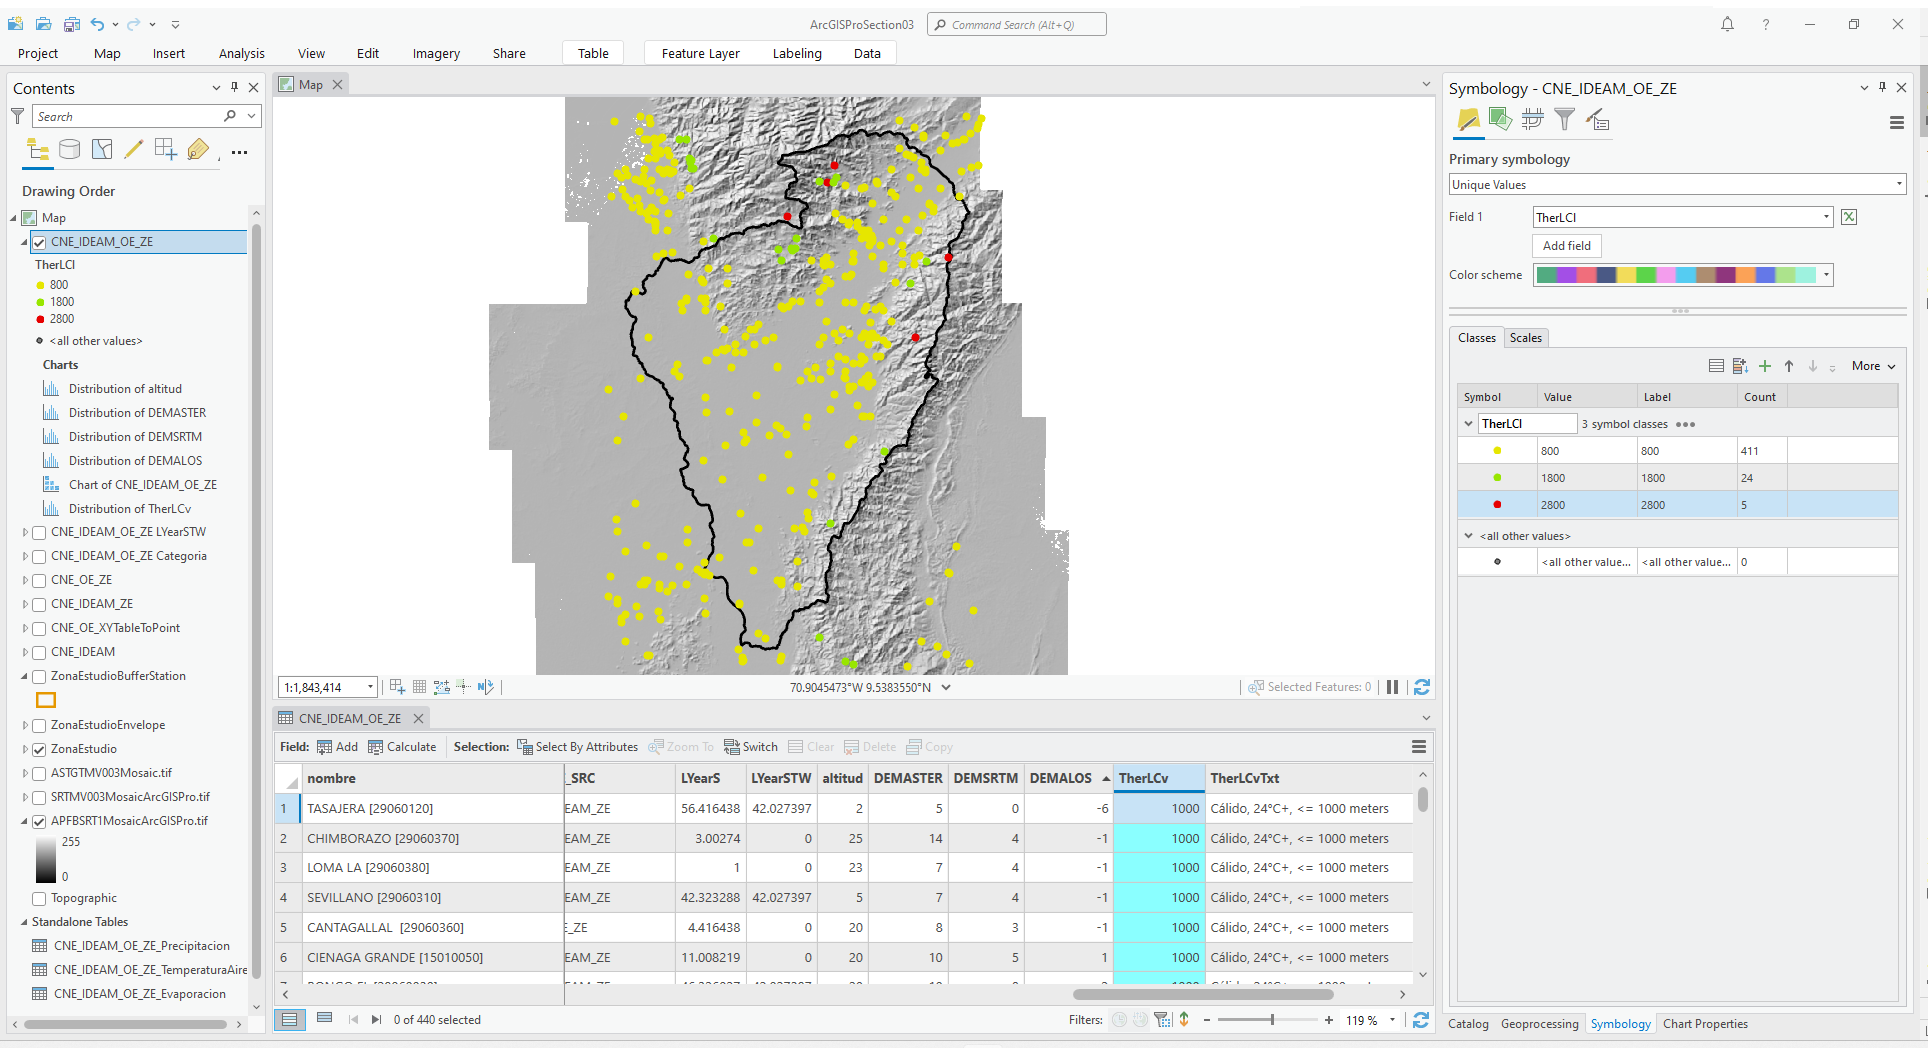 ArcGISProSection03
Command Search (Alt+Q)
Project Map Insert Analysis View Edit Imagery Share Table Feature Layer Labeling Data
Contents
Search
Drawing Order
Map
CNE_IDEAM_OE_ZE
TherLCl
800
1800
2800
<all other values>
Charts
Distribution of altitud
Distribution of DEMASTER
Distribution of DEMSRTM
Distribution of DEMALOS
Chart of CNE_IDEAM_OE_ZE
Distribution of TherLCv
CNE_IDEAM_OE_ZE LYearSTW
CNE_IDEAM_OE_ZE Categoria
CNE_OE_ZE
CNE_IDEAM_ZE
CNE_OE_XYTableToPoint
CNE_IDEAM
ZonaEstudioBufferStation
ZonaEstudioEnvelope
ZonaEstudio
ASTGTMV003Mosaic.tif
SRTMV003MosaicArcGISPro.tif
APFBSRT1MosaicArcGISPro.tif
255
0
Topographic
Standalone Tables
CNE_IDEAM_OE_ZE_Precipitacion
CNE_IDEAM_OE_ZE_TemperaturaAire
CNE_IDEAM_OE_ZE_Evaporacion
Map
1:1,843,414
70.9045473°W 9.5383550°N
Selected Features: 0
CNE_IDEAM_OE_ZE
Field: Add Calculate Selection: Select By Attributes Zoom To Switch Clear Delete Copy
nombre :_SRC LYearS LYearSTW altitud DEMASTER DEMSRTM DEMALOS TherLCv TherLCvTxt
1 TASAJERA [29060120] EAM_ZE 56.416438 42.027397 2 5 0 -6 1000 Cálido, 24°C+, <= 1000 meters
2 CHIMBORAZO [29060370] EAM_ZE 3.00274 0 25 14 4 -1 1000 Cálido, 24°C+, <= 1000 meters
3 LOMA LA [29060380] EAM_ZE 1 0 23 7 4 -1 1000 Cálido, 24°C+, <= 1000 meters
4 SEVILLANO [29060310] EAM_ZE 42.323288 42.027397 5 7 4 -1 1000 Cálido, 24°C+, <= 1000 meters
5 CANTAGALLAL [29060360] E_ZE 4.416438 0 20 8 3 -1 1000 Cálido, 24°C+, <= 1000 meters
6 CIENAGA GRANDE [15010050] EAM_ZE 11.008219 0 20 10 5 1 1000 Cálido, 24°C+, <= 1000 meters
0 of 440 selected
Filters:
119 %
Symbology - CNE_IDEAM_OE_ZE
Primary symbology
Unique Values
Field 1 TherLCl
Add field
Color scheme
Classes Scales
More
Symbol Value Label Count
TherLCl 3 symbol classes
800 800 411
1800 1800 24
2800 2800 5
<all other values>
<all other value... <all other value... 0
Catalog Geoprocessing Symbology Chart Properties